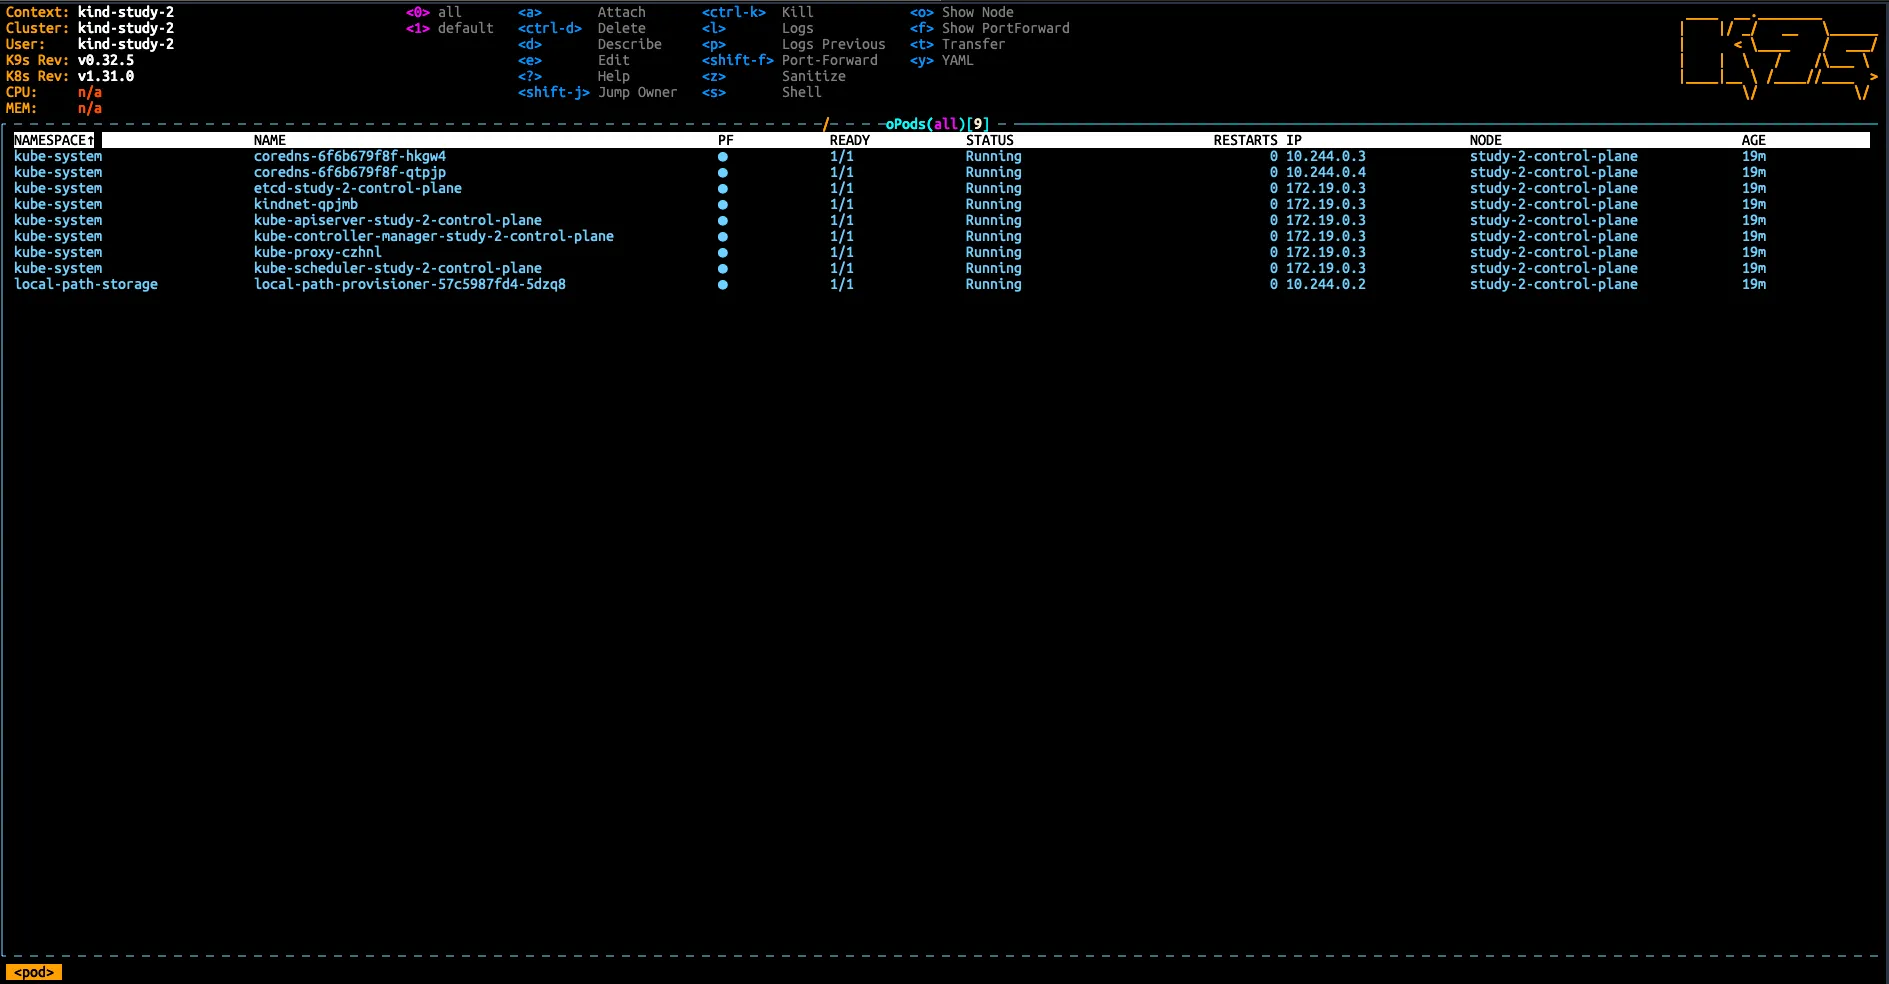 Context: kind-study-2 <0> all <a> Attach <ctrl-k> Kill <o> Show Node
Cluster: kind-study-2 <1> default <ctrl-d> Delete <l> Logs <f> Show PortForward
User: kind-study-2 <d> Describe <p> Logs Previous <t> Transfer
K9s Rev: v0.32.5 <e> Edit <shift-f> Port-Forward <y> YAML
K8s Rev: v1.31.0 <?> Help <z> Sanitize
CPU: n/a <shift-j> Jump Owner <s> Shell
MEM: n/a
oPods(all)[9]
NAMESPACE↑ NAME PF READY STATUS RESTARTS IP NODE AGE
kube-system coredns-6f6b679f8f-hkgw4 ● 1/1 Running 0 10.244.0.3 study-2-control-plane 19m
kube-system coredns-6f6b679f8f-qtpjp ● 1/1 Running 0 10.244.0.4 study-2-control-plane 19m
kube-system etcd-study-2-control-plane ● 1/1 Running 0 172.19.0.3 study-2-control-plane 19m
kube-system kindnet-qpjmb ● 1/1 Running 0 172.19.0.3 study-2-control-plane 19m
kube-system kube-apiserver-study-2-control-plane ● 1/1 Running 0 172.19.0.3 study-2-control-plane 19m
kube-system kube-controller-manager-study-2-control-plane ● 1/1 Running 0 172.19.0.3 study-2-control-plane 19m
kube-system kube-proxy-czhnl ● 1/1 Running 0 172.19.0.3 study-2-control-plane 19m
kube-system kube-scheduler-study-2-control-plane ● 1/1 Running 0 172.19.0.3 study-2-control-plane 19m
local-path-storage local-path-provisioner-57c5987fd4-5dzq8 ● 1/1 Running 0 10.244.0.2 study-2-control-plane 19m
<pod>